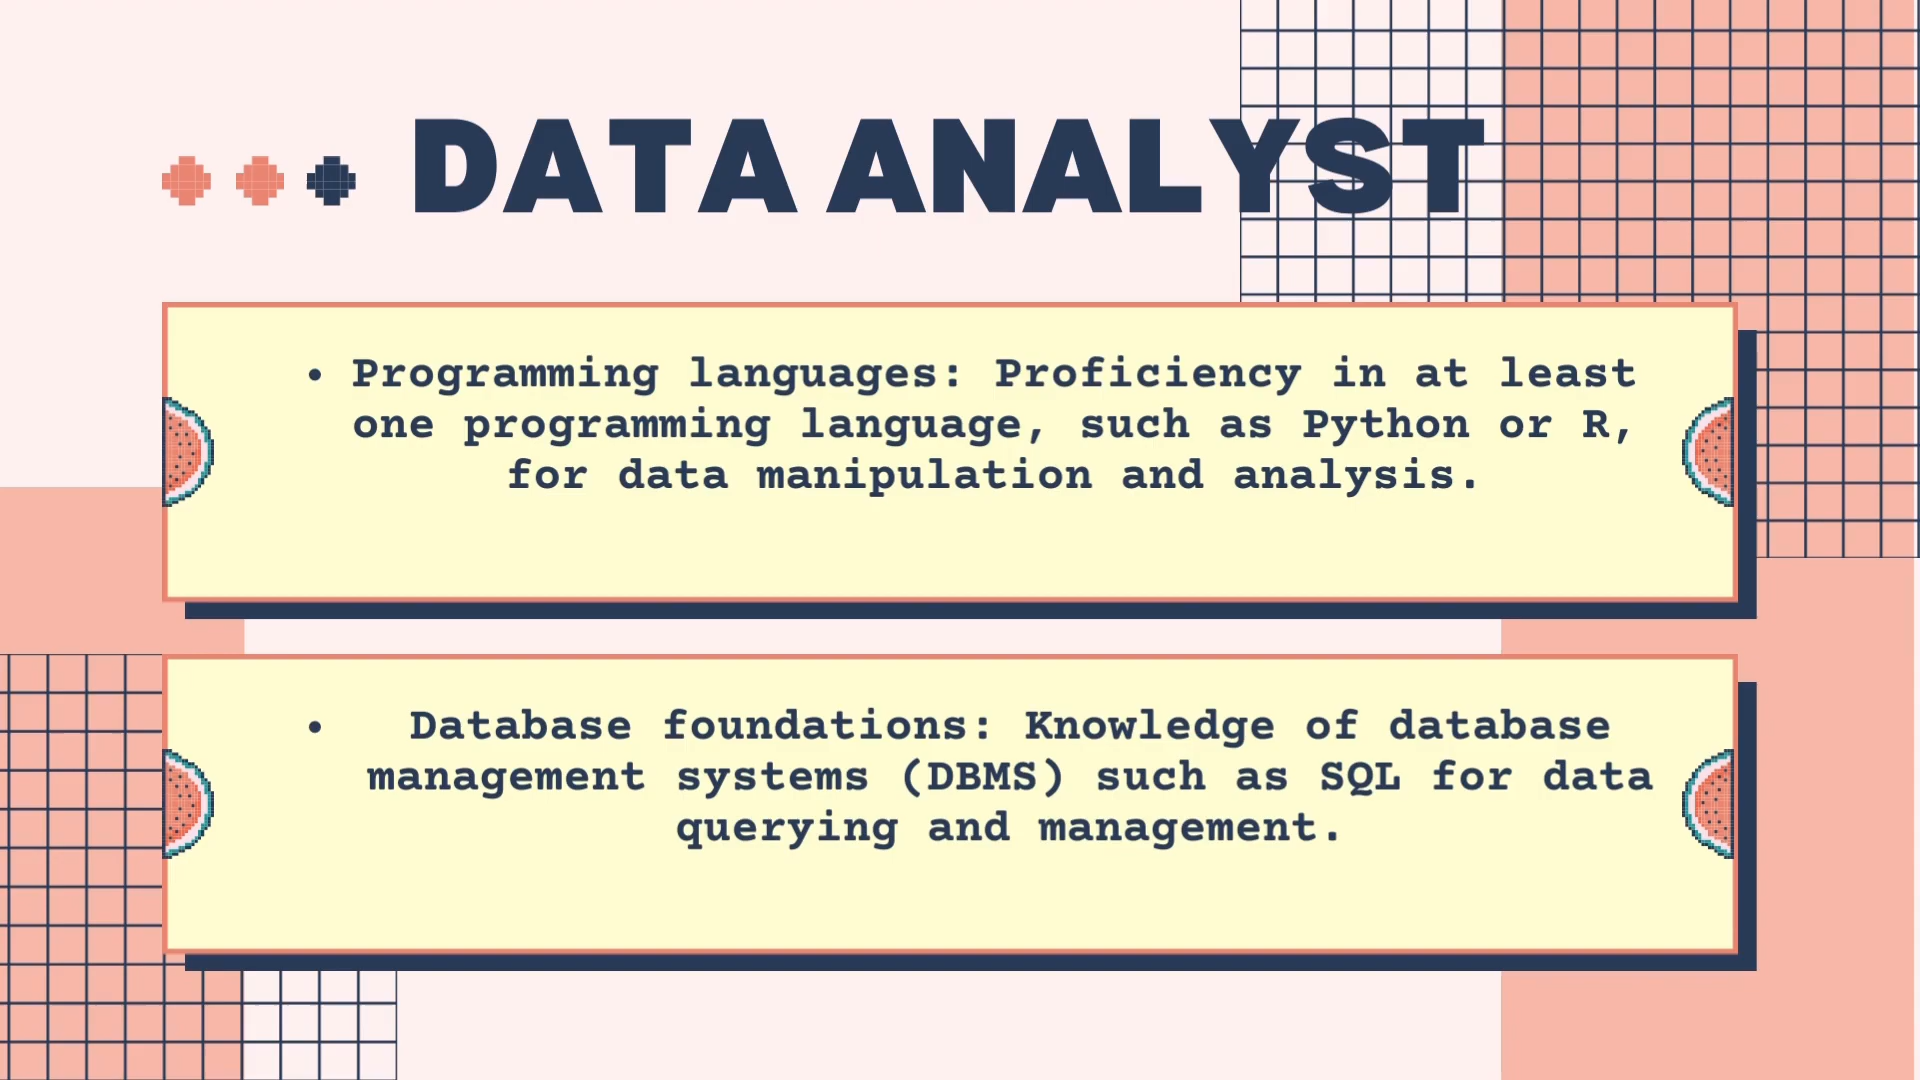 DATA ANALYST
• Programming languages: Proficiency in at least
one programming language, such as Python or R,
for data manipulation and analysis.
• Database foundations: Knowledge of database
management systems (DBMS) such as SQL for data
querying and management.